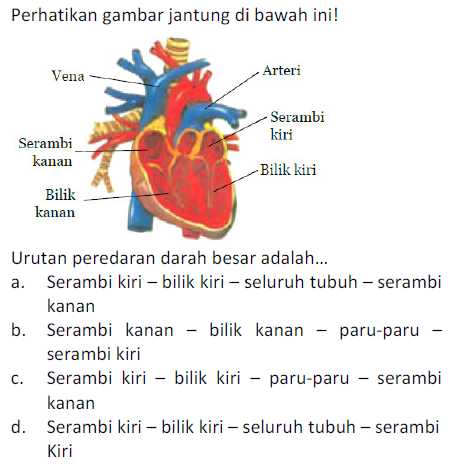 Perhatikan gambar jantung di bawah ini!
Vena
Arteri
Serambi
kiri
Serambi
kanan
Bilik kiri
Bilik
kanan
Urutan peredaran darah besar adalah...
a. Serambi kiri – bilik kiri – seluruh tubuh – serambi
kanan
b. Serambi kanan – bilik kanan – paru-paru –
serambi kiri
c. Serambi kiri – bilik kiri – paru-paru – serambi
kanan
d. Serambi kiri – bilik kiri – seluruh tubuh – serambi
Kiri